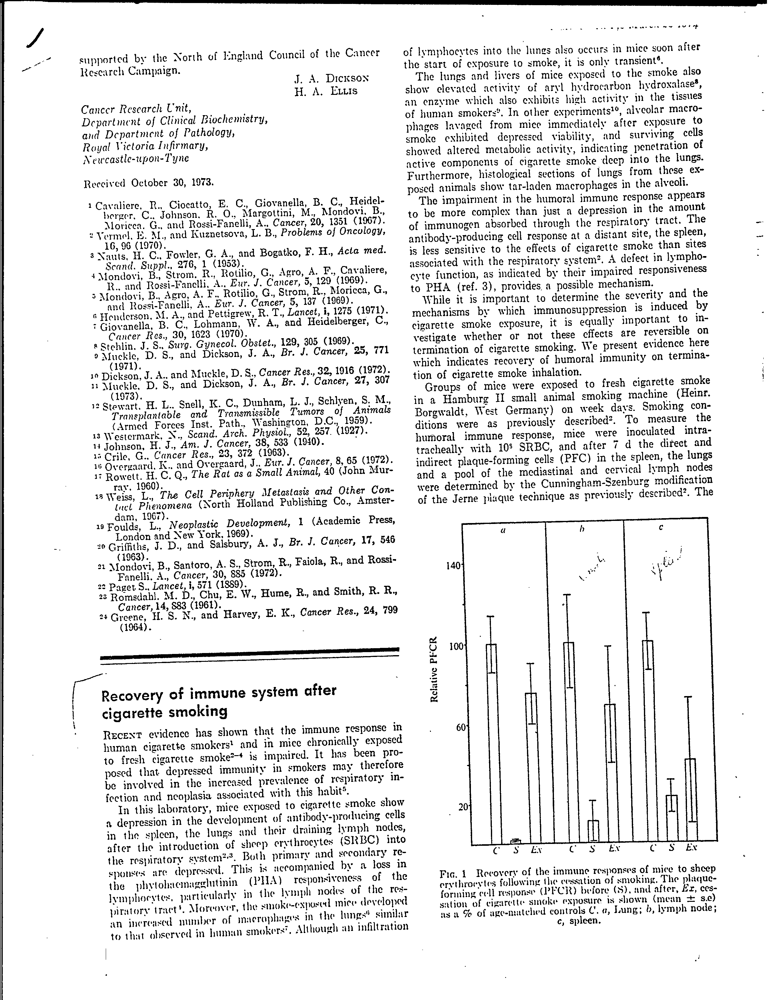 supported by the North of England Council of the Cancer
Research Campaign.
J. A. DICKSON
H. A. ELLIS
Cancer Research Unit,
Department of Clinical Biochemistry,
and Department of Pathology,
Royal Victoria Infirmary,
Newcastle-upon-Tyne
Received October 30, 1973.
1 Cavaliere, R., Ciocatto, E. C., Giovanella, B. C., Heidel-
berger, C., Johnson, R. O., Margottini, M., Mondovi, B.,
Moricca, G., and Rossi-Fanelli, A., Cancer, 20, 1351 (1967).
2 Vermel, E. M., and Kuznetsova, L. B., Problems of Oncology,
16, 96 (1970).
3 Nauts, H. C., Fowler, G. A., and Bogatko, F. H., Acta med.
Scand. Suppl., 276, 1 (1953).
4 Mondovi, B., Strom, R., Rotilio, G., Agro, A. F., Cavaliere,
R., and Rossi-Fanelli, A., Eur. J. Cancer, 5, 129 (1969).
5 Mondovi, B., Agro, A. F., Rotilio, G., Strom, R., Moricca, G.,
and Rossi-Fanelli, A., Eur. J. Cancer, 5, 137 (1969).
6 Henderson, M. A., and Pettigrew, R. T., Lancet, i, 1275 (1971).
7 Giovanella, B. C., Lohmann, W. A., and Heidelberger, C.,
Cancer Res., 30, 1623 (1970).
8 Stehlin, J. S., Surg. Gynecol. Obstet., 129, 305 (1969).
9 Muckle, D. S., and Dickson, J. A., Br. J. Cancer, 25, 771
(1971).
10 Dickson, J. A., and Muckle, D. S., Cancer Res., 32, 1916 (1972).
11 Muckle, D. S., and Dickson, J. A., Br. J. Cancer, 27, 307
(1973).
12 Stewart, H. L., Snell, K. C., Dunham, L. J., Schlyen, S. M.,
Transplantable and Transmissible Tumors of Animals
(Armed Forces Inst. Path., Washington, D.C., 1959).
13 Westermark, N., Scand. Arch. Physiol., 52, 257 (1927).
14 Johnson, H. J., Am. J. Cancer, 38, 533 (1940).
15 Crile, G., Cancer Res., 23, 372 (1963).
16 Overgaard, K., and Overgaard, J., Eur. J. Cancer, 8, 65 (1972).
17 Rowett, H. C. Q., The Rat as a Small Animal, 40 (John Mur-
ray, 1960).
18 Weiss, L., The Cell Periphery Metastasis and Other Con-
tact Phenomena (North Holland Publishing Co., Amster-
dam, 1967).
19 Foulds, L., Neoplastic Development, 1 (Academic Press,
London and New York, 1969).
20 Griffiths, J. D., and Salsbury, A. J., Br. J. Cancer, 17, 546
(1963).
21 Mondovi, B., Santoro, A. S., Strom, R., Faiola, R., and Rossi-
Fanelli, A., Cancer, 30, 885 (1972).
22 Paget S., Lancet, i, 571 (1889).
23 Romsdahl, M. D., Chu, E. W., Hume, R., and Smith, R. R.,
Cancer, 14, 883 (1961).
24 Greene, H. S. N., and Harvey, E. K., Cancer Res., 24, 799
(1964).
Recovery of immune system after
cigarette smoking
RECENT evidence has shown that the immune response in
human cigarette smokers1 and in mice chronically exposed
to fresh cigarette smoke2-4 is impaired. It has been pro-
posed that depressed immunity in smokers may therefore
be involved in the increased prevalence of respiratory in-
fection and neoplasia associated with this habit5.
In this laboratory, mice exposed to cigarette smoke show
a depression in the development of antibody-producing cells
in the spleen, the lungs and their draining lymph nodes,
after the introduction of sheep erythrocytes (SRBC) into
the respiratory system2,3. Both primary and secondary re-
sponses are depressed. This is accompanied by a loss in
the phytohaemagglutinin (PHA) responsiveness of the
lymphocytes, particularly in the lymph nodes of the res-
piratory tract4. Moreover, the smoke-exposed mice developed
an increased number of macrophages in the lungs6 similar
to that observed in human smokers7. Although an infiltration
of lymphocytes into the lungs also occurs in mice soon after
the start of exposure to smoke, it is only transient6.
The lungs and livers of mice exposed to the smoke also
show elevated activity of aryl hydrocarbon hydroxalase8,
an enzyme which also exhibits high activity in the tissues
of human smokers9. In other experiments10, alveolar macro-
phages lavaged from mice immediately after exposure to
smoke exhibited depressed viability, and surviving cells
showed altered metabolic activity, indicating penetration of
active components of cigarette smoke deep into the lungs.
Furthermore, histological sections of lungs from these ex-
posed animals show tar-laden macrophages in the alveoli.
The impairment in the humoral immune response appears
to be more complex than just a depression in the amount
of immunogen absorbed through the respiratory tract. The
antibody-producing cell response at a distant site, the spleen,
is less sensitive to the effects of cigarette smoke than sites
associated with the respiratory system2. A defect in lympho-
cyte function, as indicated by their impaired responsiveness
to PHA (ref. 3), provides a possible mechanism.
While it is important to determine the severity and the
mechanisms by which immunosuppression is induced by
cigarette smoke exposure, it is equally important to in-
vestigate whether or not these effects are reversible on
termination of cigarette smoking. We present evidence here
which indicates recovery of humoral immunity on termina-
tion of cigarette smoke inhalation.
Groups of mice were exposed to fresh cigarette smoke
in a Hamburg II small animal smoking machine (Heinr.
Borgwaldt, West Germany) on week days. Smoking con-
ditions were as previously described2. To measure the
humoral immune response, mice were inoculated intra-
tracheally with 108 SRBC, and after 7 d the direct and
indirect plaque-forming cells (PFC) in the spleen, the lungs
and a pool of the mediastinal and cervical lymph nodes
were determined by the Cunningham-Szenburg modification
of the Jerne plaque technique as previously described2. The
a b c
140
100
60
20
Relative PFCR
C S Ex C S Ex C S Ex
FIG. 1 Recovery of the immune responses of mice to sheep
erythrocytes following the cessation of smoking. The plaque-
forming cell response (PFCR) before (S), and after, Ex, ces-
sation of cigarette smoke exposure is shown (mean ± s.e)
as a % of age-matched controls C. a, Lung; b, lymph node;
c, spleen.